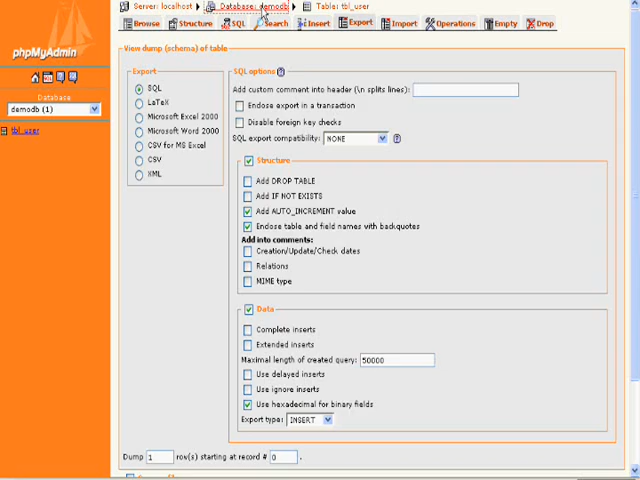 Server: localhost Database: demodb Table: tbl_user
Browse Structure SQL Search Insert Export Import Operations Empty Drop
phpMyAdmin
Database
demodb (1)
tbl_user
View dump (schema) of table
Export
SQL
LaTeX
Microsoft Excel 2000
Microsoft Word 2000
CSV for MS Excel
CSV
XML
SQL options
Add custom comment into header (\n splits lines):
Enclose export in a transaction
Disable foreign key checks
SQL export compatibility: NONE
Structure
Add DROP TABLE
Add IF NOT EXISTS
Add AUTO_INCREMENT value
Enclose table and field names with backquotes
Add into comments:
Creation/Update/Check dates
Relations
MIME type
Data
Complete inserts
Extended inserts
Maximal length of created query: 50000
Use delayed inserts
Use ignore inserts
Use hexadecimal for binary fields
Export type: INSERT
Dump 1 row(s) starting at record # 0 .